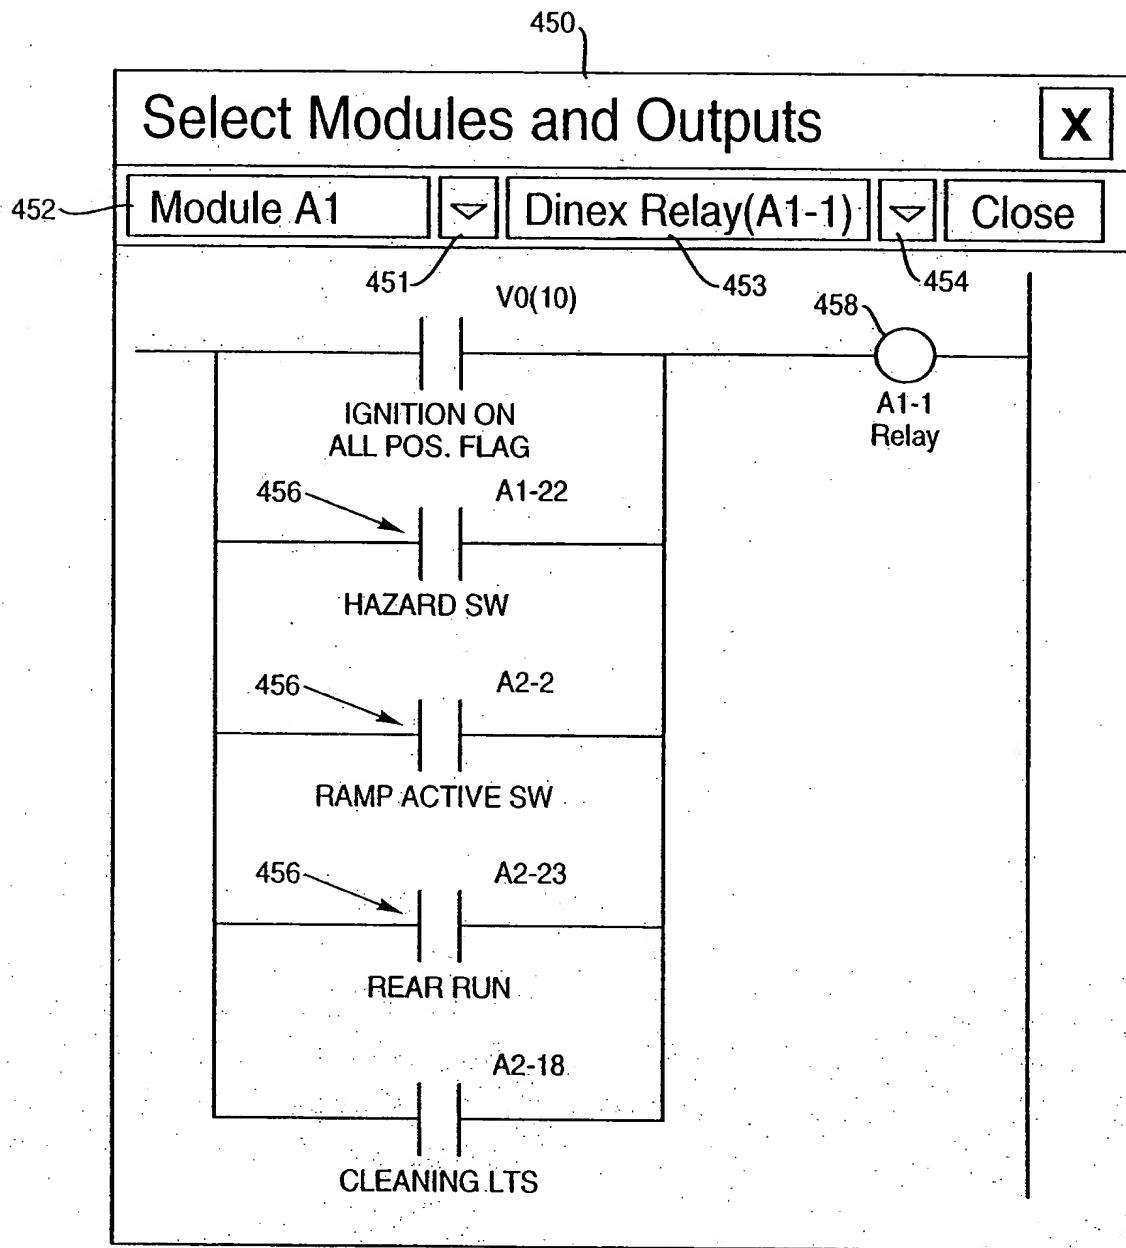 450
Select Modules and Outputs X
452 Module A1 Dinex Relay(A1-1) Close
451 453 454
V0(10) 458
IGNITION ON
ALL POS. FLAG
A1-1
Relay
456 A1-22
HAZARD SW
456 A2-2
RAMP ACTIVE SW
456 A2-23
REAR RUN
A2-18
CLEANING LTS